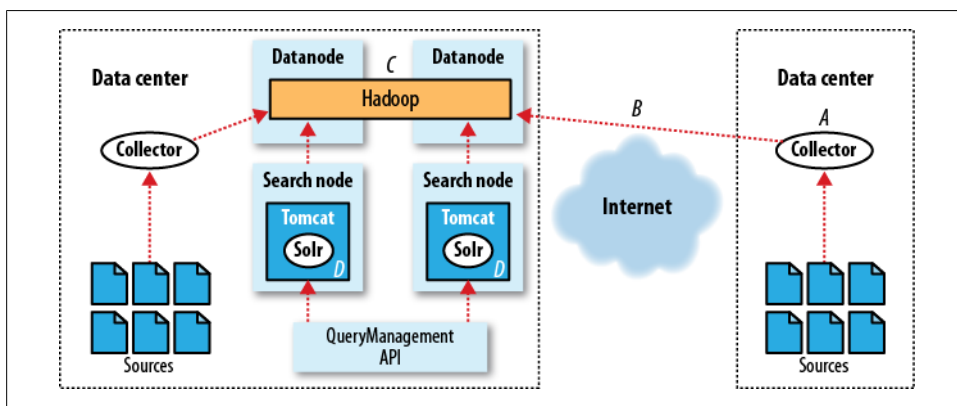 Data center
Datanode
C
Datanode
Hadoop
Collector
Search node
Tomcat
Solr
D
Search node
Tomcat
Solr
D
QueryManagement
API
Sources
B
Internet
Data center
A
Collector
Sources